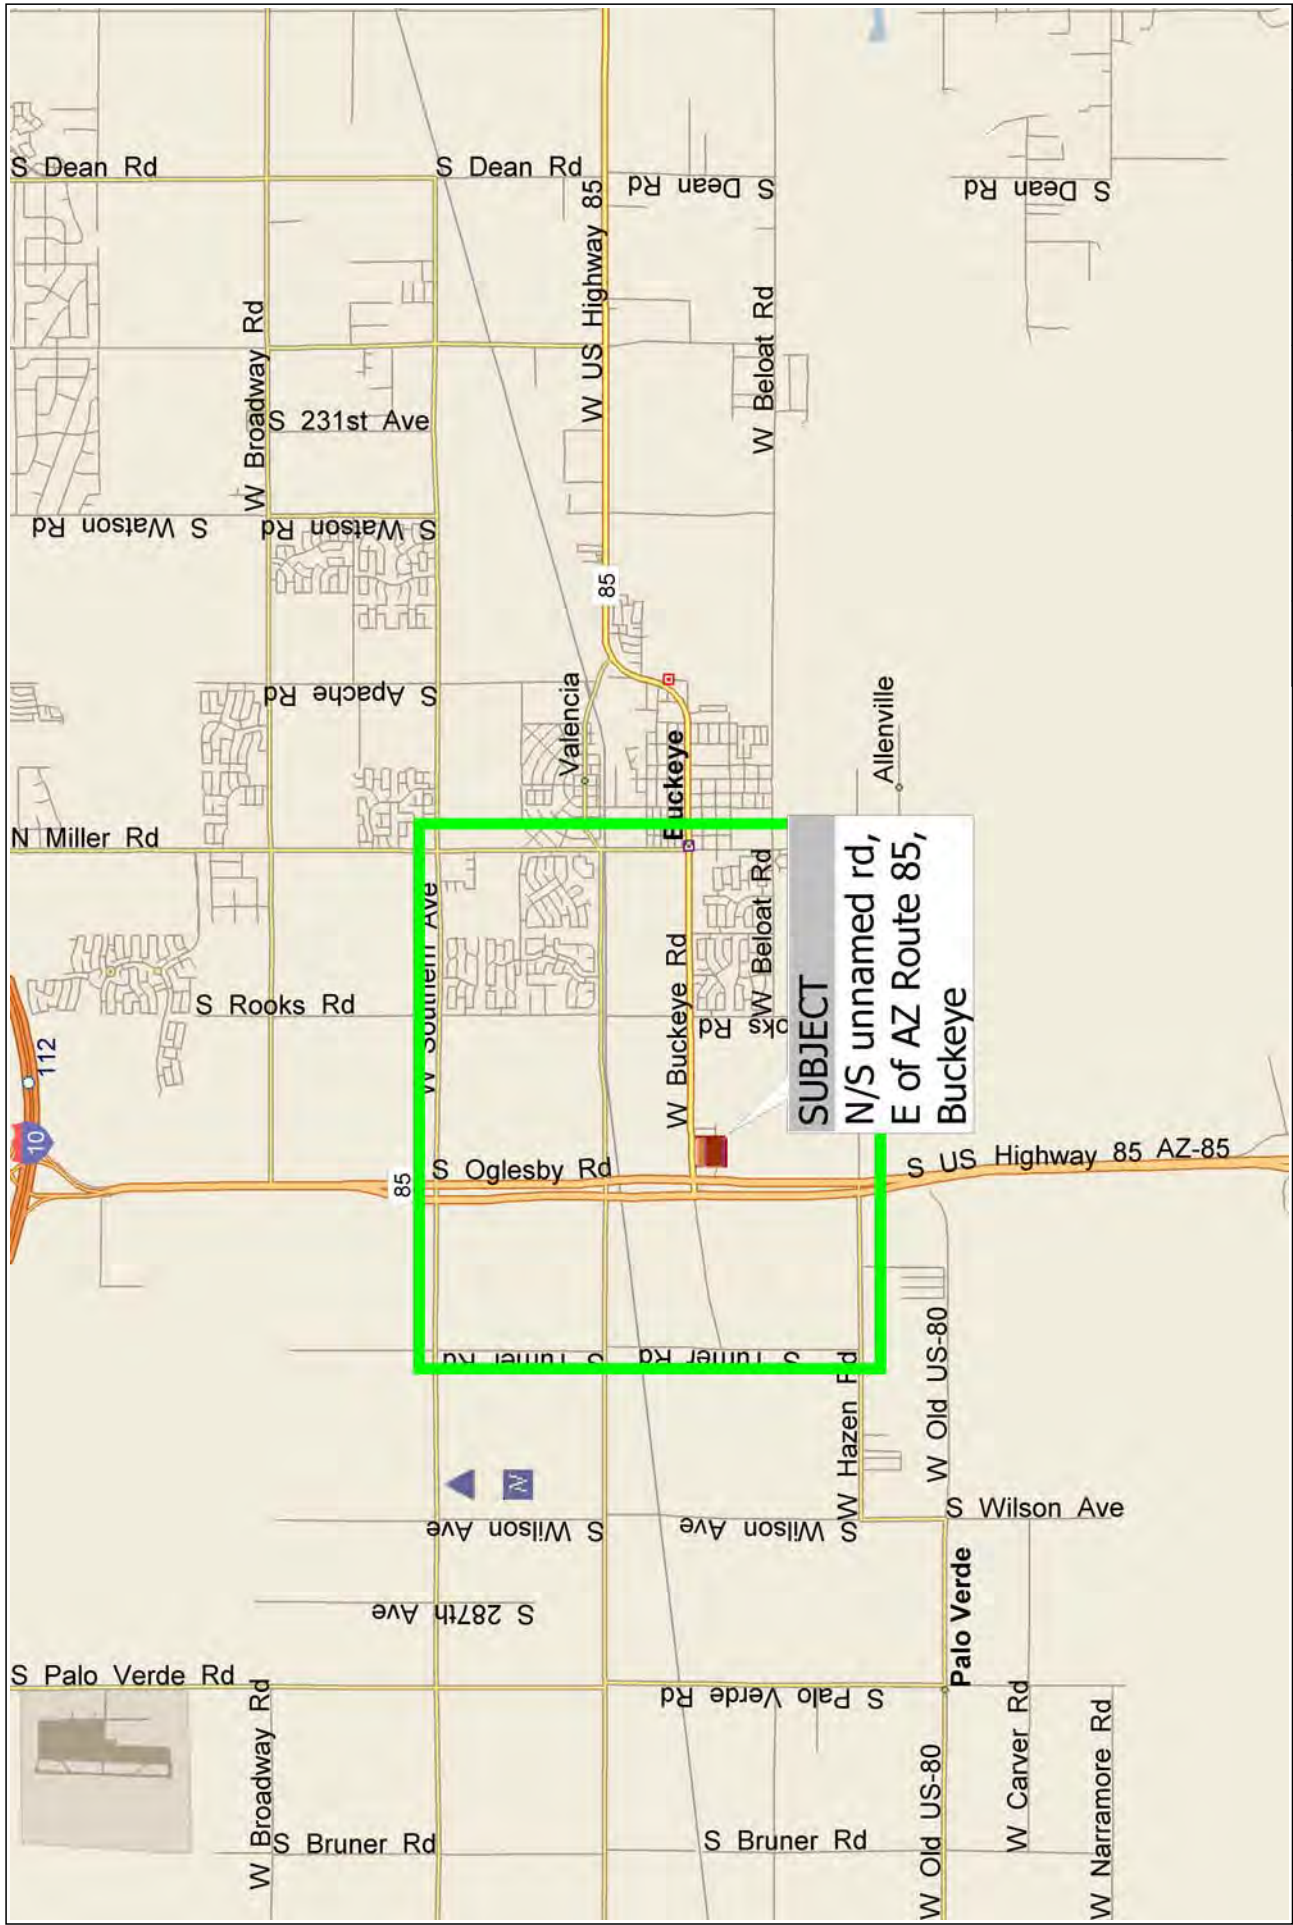 S Dean Rd
S Dean Rd
S Dean Rd
S Dean Rd
85
W US Highway 85
W Broadway Rd
W Beloat Rd
S 231st Ave
S Watson Rd
S Watson Rd
85
S Apache Rd
Valencia
Buckeye
Allenville
N Miller Rd
W Southern Ave
W Beloat Rd
W Buckeye Rd
S Rooks Rd
oks Rd
112
10
SUBJECT
N/S unnamed rd,
E of AZ Route 85,
Buckeye
85
S Oglesby Rd
S US Highway 85 AZ-85
S Turner Rd
S Turner Rd
W Hazen Rd
W Old US-80
N
S Wilson Ave
S Wilson Ave
S Wilson Ave
S 287th Ave
Palo Verde
S Palo Verde Rd
S Palo Verde Rd
W Broadway Rd
W Old US-80
W Carver Rd
W Narramore Rd
S Bruner Rd
S Bruner Rd